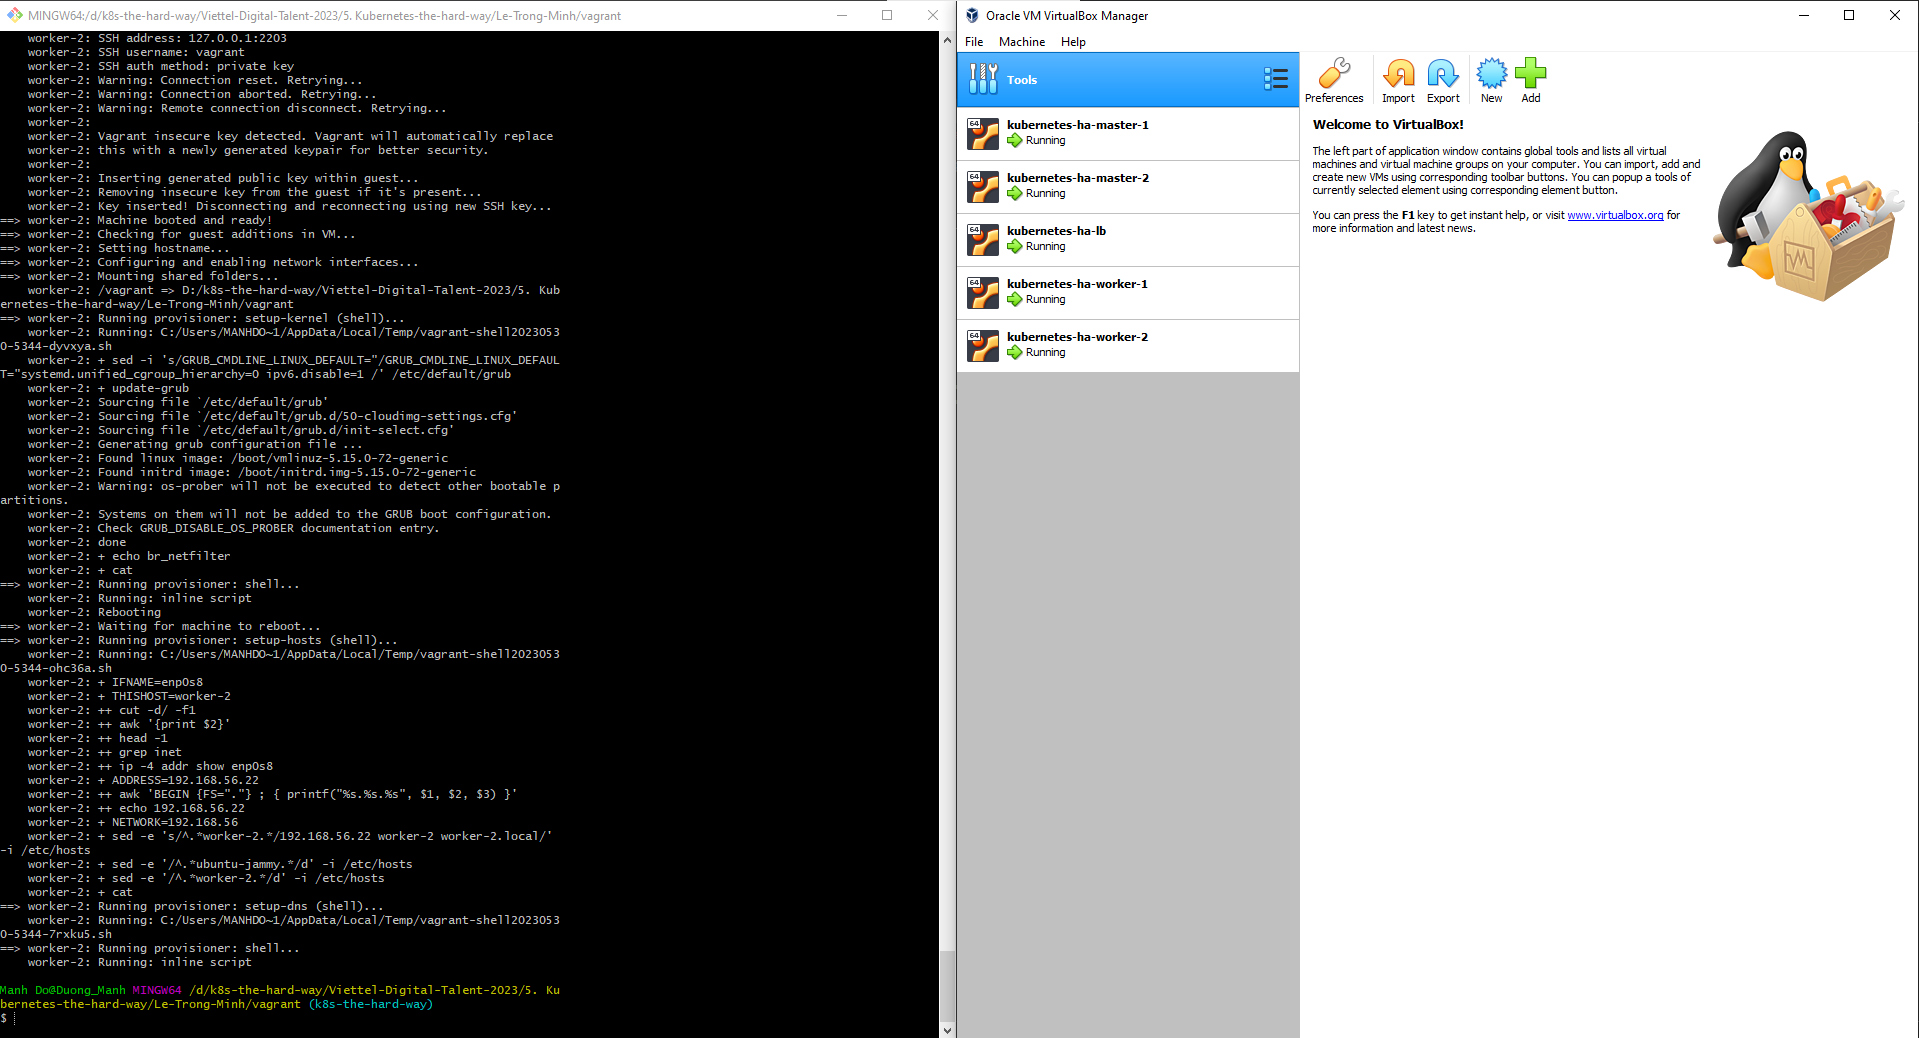 MINGW64:/d/k8s-the-hard-way/Viettel-Digital-Talent-2023/5. Kubernetes-the-hard-way/Le-Trong-Minh/vagrant
worker-2: SSH address: 127.0.0.1:2203
worker-2: SSH username: vagrant
worker-2: SSH auth method: private key
worker-2: Warning: Connection reset. Retrying...
worker-2: Warning: Connection aborted. Retrying...
worker-2: Warning: Remote connection disconnect. Retrying...
worker-2:
worker-2: Vagrant insecure key detected. Vagrant will automatically replace
worker-2: this with a newly generated keypair for better security.
worker-2:
worker-2: Inserting generated public key within guest...
worker-2: Removing insecure key from the guest if it's present...
worker-2: Key inserted! Disconnecting and reconnecting using new SSH key...
==> worker-2: Machine booted and ready!
==> worker-2: Checking for guest additions in VM...
==> worker-2: Setting hostname...
==> worker-2: Configuring and enabling network interfaces...
==> worker-2: Mounting shared folders...
worker-2: /vagrant => D:/k8s-the-hard-way/Viettel-Digital-Talent-2023/5. Kub
ernetes-the-hard-way/Le-Trong-Minh/vagrant
==> worker-2: Running provisioner: setup-kernel (shell)...
worker-2: Running: C:/Users/MANHDO~1/AppData/Local/Temp/vagrant-shell2023053
0-5344-dyvxya.sh
worker-2: + sed -i 's/GRUB_CMDLINE_LINUX_DEFAULT="/GRUB_CMDLINE_LINUX_DEFAUL
T="systemd.unified_cgroup_hierarchy=0 ipv6.disable=1 /' /etc/default/grub
worker-2: + update-grub
worker-2: Sourcing file `/etc/default/grub'
worker-2: Sourcing file `/etc/default/grub.d/50-cloudimg-settings.cfg'
worker-2: Sourcing file `/etc/default/grub.d/init-select.cfg'
worker-2: Generating grub configuration file ...
worker-2: Found linux image: /boot/vmlinuz-5.15.0-72-generic
worker-2: Found initrd image: /boot/initrd.img-5.15.0-72-generic
worker-2: Warning: os-prober will not be executed to detect other bootable p
artitions.
worker-2: Systems on them will not be added to the GRUB boot configuration.
worker-2: Check GRUB_DISABLE_OS_PROBER documentation entry.
worker-2: done
worker-2: + echo br_netfilter
worker-2: + cat
==> worker-2: Running provisioner: shell...
worker-2: Running: inline script
worker-2: Rebooting
==> worker-2: Waiting for machine to reboot...
==> worker-2: Running provisioner: setup-hosts (shell)...
worker-2: Running: C:/Users/MANHDO~1/AppData/Local/Temp/vagrant-shell2023053
0-5344-ohc36a.sh
worker-2: + IFNAME=enp0s8
worker-2: + THISHOST=worker-2
worker-2: ++ cut -d/ -f1
worker-2: ++ awk '{print $2}'
worker-2: ++ head -1
worker-2: ++ grep inet
worker-2: ++ ip -4 addr show enp0s8
worker-2: + ADDRESS=192.168.56.22
worker-2: ++ awk 'BEGIN {FS="."} ; { printf("%s.%s.%s", $1, $2, $3) }'
worker-2: ++ echo 192.168.56.22
worker-2: + NETWORK=192.168.56
worker-2: + sed -e 's/^.*worker-2.*/192.168.56.22 worker-2 worker-2.local/'
-i /etc/hosts
worker-2: + sed -e '/^.*ubuntu-jammy.*/d' -i /etc/hosts
worker-2: + sed -e '/^.*worker-2.*/d' -i /etc/hosts
worker-2: + cat
==> worker-2: Running provisioner: setup-dns (shell)...
worker-2: Running: C:/Users/MANHDO~1/AppData/Local/Temp/vagrant-shell2023053
0-5344-7rxku5.sh
==> worker-2: Running provisioner: shell...
worker-2: Running: inline script
Manh Do@Duong_Manh MINGW64 /d/k8s-the-hard-way/Viettel-Digital-Talent-2023/5. Ku
bernetes-the-hard-way/Le-Trong-Minh/vagrant (k8s-the-hard-way)
$
Oracle VM VirtualBox Manager
File Machine Help
Tools
64
kubernetes-ha-master-1
Running
64
kubernetes-ha-master-2
Running
64
kubernetes-ha-lb
Running
64
kubernetes-ha-worker-1
Running
64
kubernetes-ha-worker-2
Running
Preferences Import Export New Add
Welcome to VirtualBox!
The left part of application window contains global tools and lists all virtual
machines and virtual machine groups on your computer. You can import, add and
create new VMs using corresponding toolbar buttons. You can popup a tools of
currently selected element using corresponding element button.
You can press the F1 key to get instant help, or visit www.virtualbox.org for
more information and latest news.